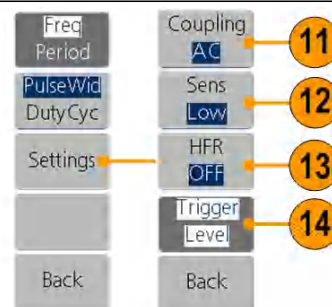 Freq
Period
PulseWid
DutyCyc
Settings
Back
Coupling
AC
Sens
Low
HFR
OFF
Trigger
Level
Back
11
12
13
14